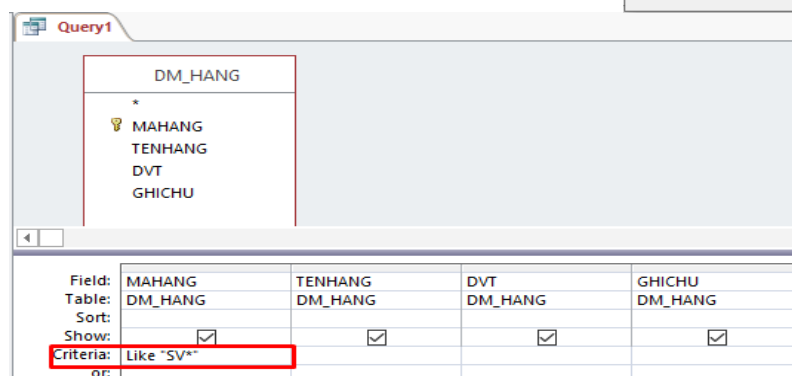 Query1
DM_HANG
*
MAHANG
TENHANG
DVT
GHICHU
Field: MAHANG TENHANG DVT GHICHU
Table: DM_HANG DM_HANG DM_HANG DM_HANG
Sort:
Show:
Criteria: Like "SV*"
or: